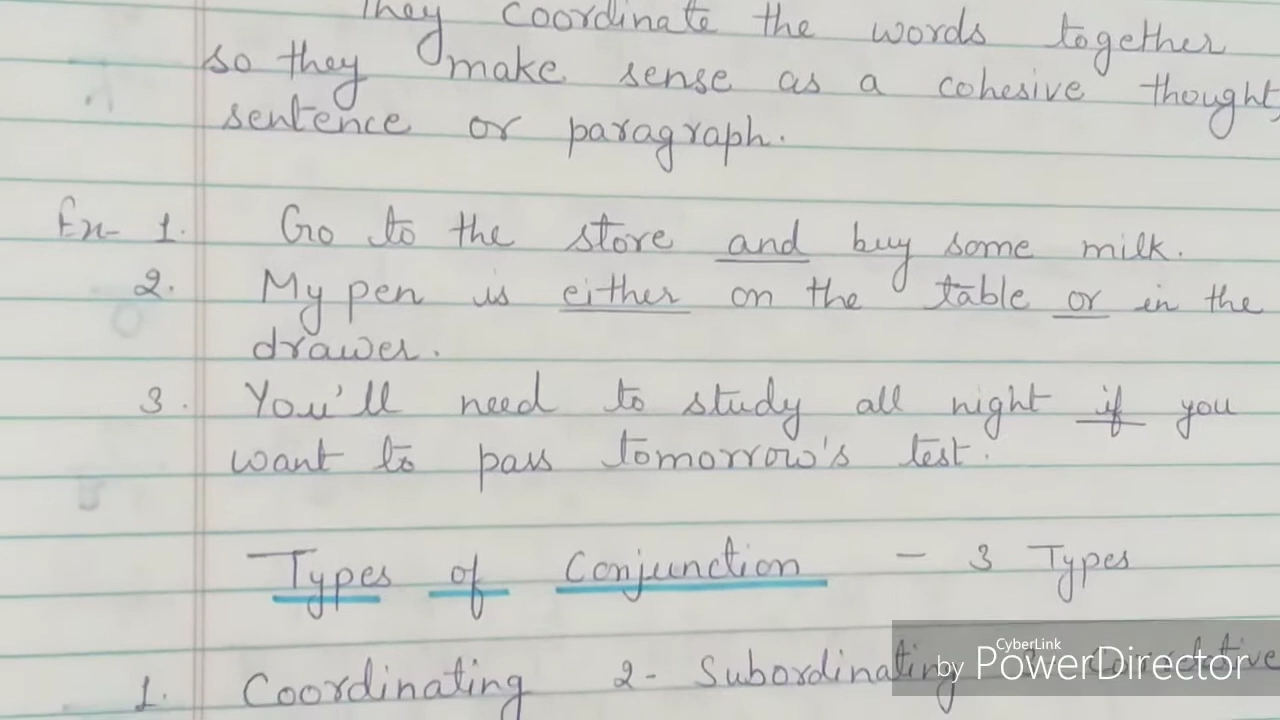 They coordinate the words together
so they make sense as a cohesive thought,
sentence or paragraph.
Ex- 1. Go to the store and buy some milk.
2. My pen is either on the table or in the
drawer.
3. You'll need to study all night if you
want to pass tomorrow's test.
Types of Conjunction - 3 Types
1. Coordinating 2- Subordinating 3- Correlative
CyberLink
by PowerDirector